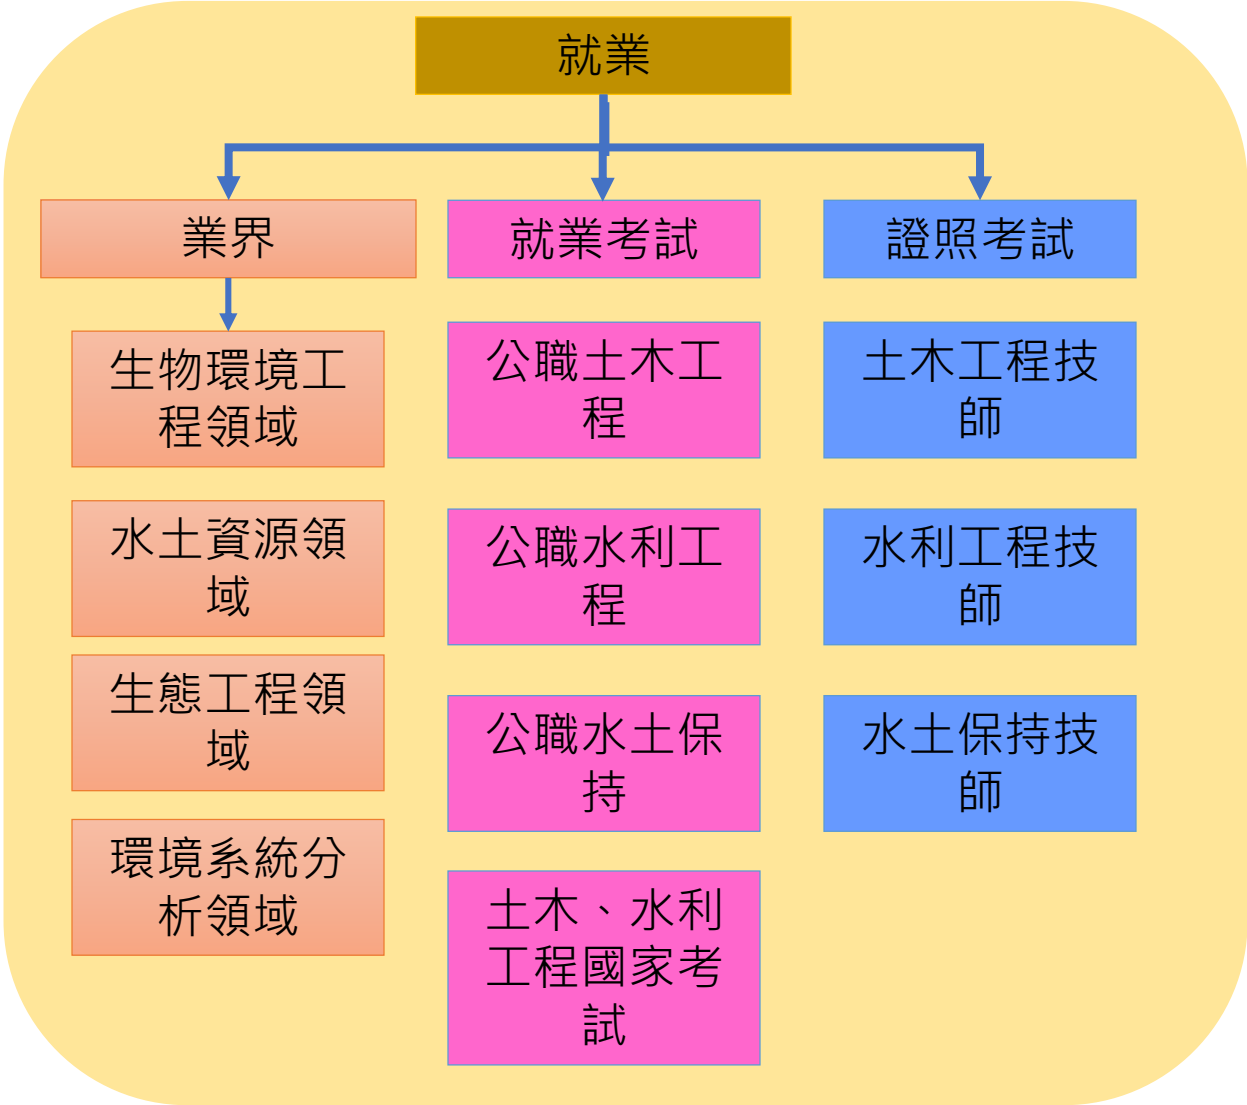 就業
業界
生物環境工
程領域
水土資源領
域
生態工程領
域
環境系統分
析領域
就業考試
公職土木工
程
公職水利工
程
公職水土保
持
土木、水利
工程國家考
試
證照考試
土木工程技
師
水利工程技
師
水土保持技
師